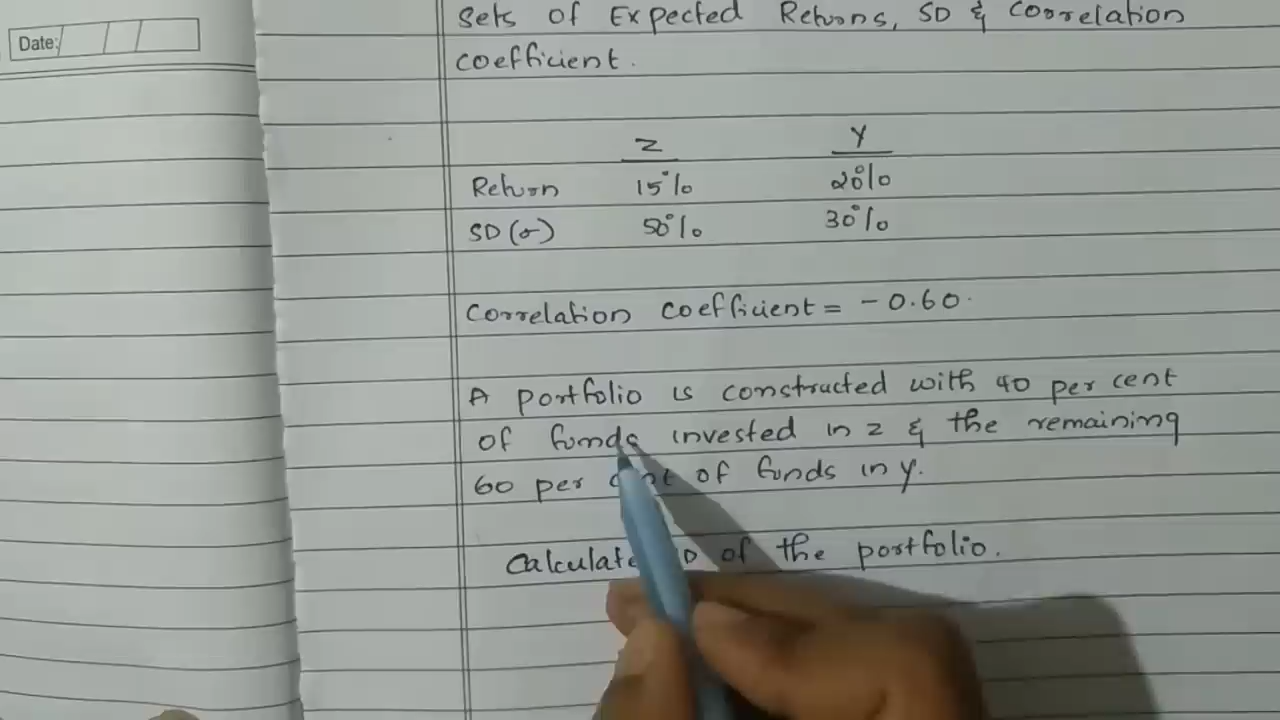 Date:
Sets of Expected Returns, SD & Correlation
coefficient.
Z Y
Return 15% 20%
SD (σ) 50% 30%
Correlation coefficient = - 0.60.
A portfolio is constructed with 40 per cent
of funds invested in z & the remaining
60 per of funds in y.
Calculate of the portfolio.